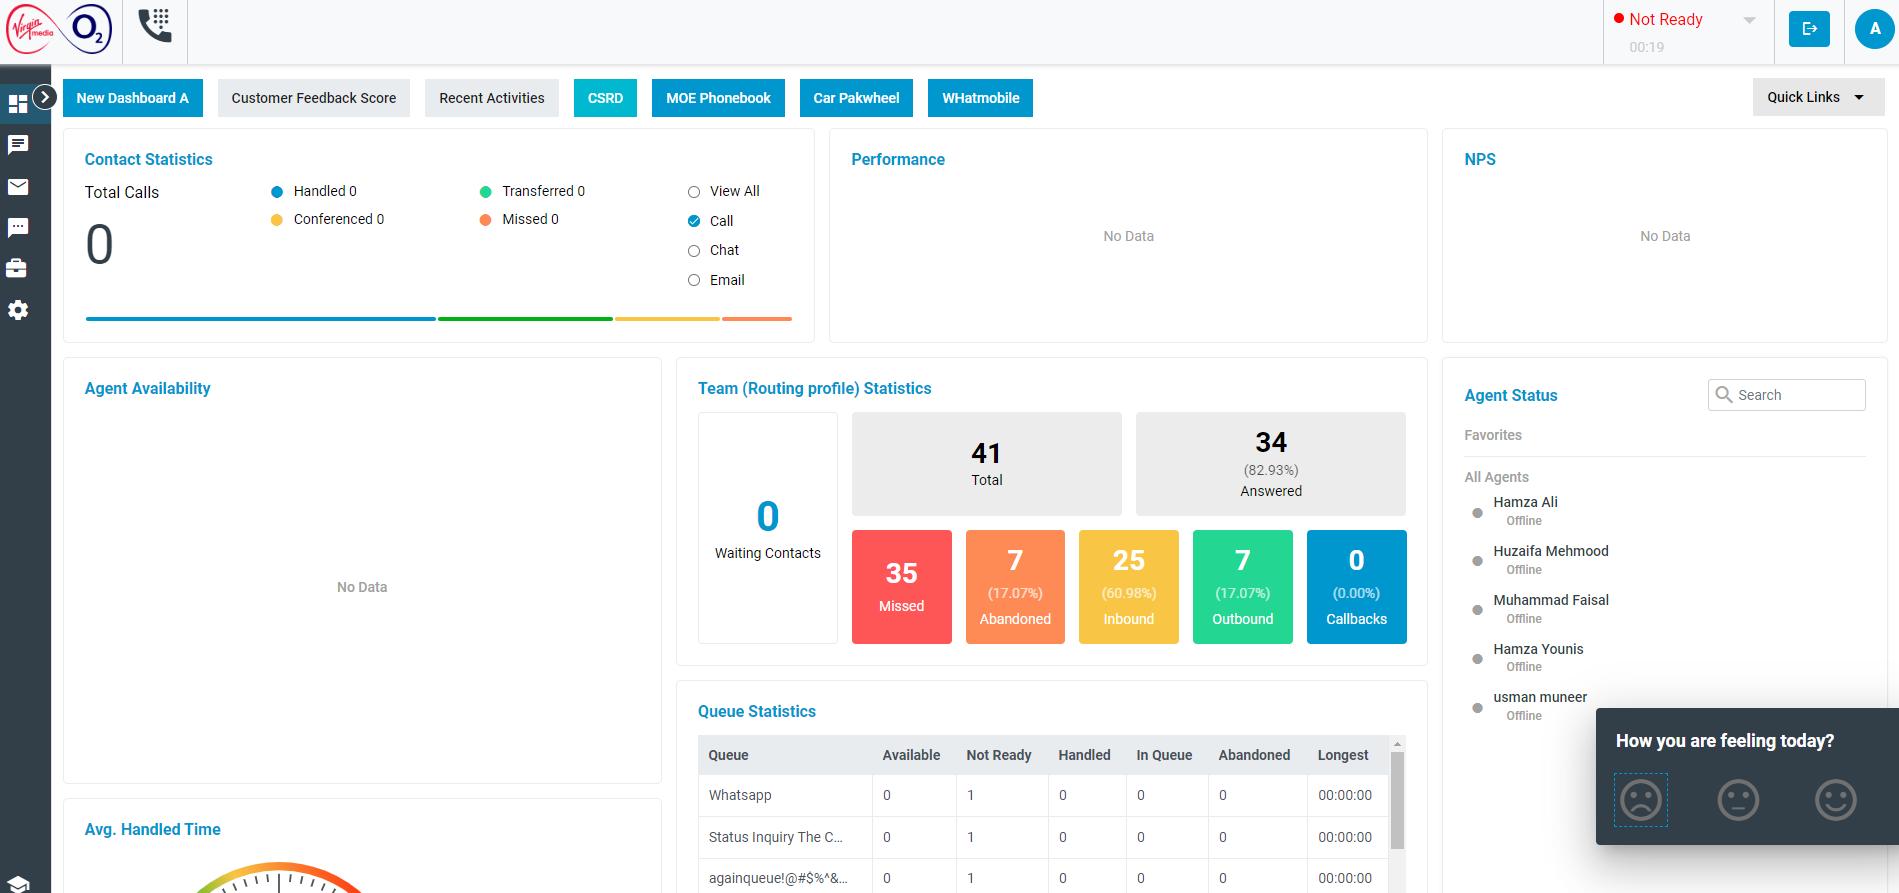 Virgin media O2
Not Ready
00:19
A
New Dashboard A
Customer Feedback Score
Recent Activities
CSRD
MOE Phonebook
Car Pakwheel
WHatmobile
Quick Links
Contact Statistics
Total Calls
0
Handled 0
Transferred 0
Conferenced 0
Missed 0
View All
Call
Chat
Email
Performance
No Data
NPS
No Data
Agent Availability
No Data
Team (Routing profile) Statistics
0
Waiting Contacts
41
Total
34
(82.93%)
Answered
35
Missed
7
(17.07%)
Abandoned
25
(60.98%)
Inbound
7
(17.07%)
Outbound
0
(0.00%)
Callbacks
Agent Status
Search
Favorites
All Agents
Hamza Ali
Offline
Huzaifa Mehmood
Offline
Muhammad Faisal
Offline
Hamza Younis
Offline
usman muneer
Offline
How you are feeling today?
Queue Statistics
Queue Available Not Ready Handled In Queue Abandoned Longest
Whatsapp 0 1 0 0 0 00:00:00
Status Inquiry The C... 0 1 0 0 0 00:00:00
againqueue!@#$%^&... 0 1 0 0 0 00:00:00
Avg. Handled Time